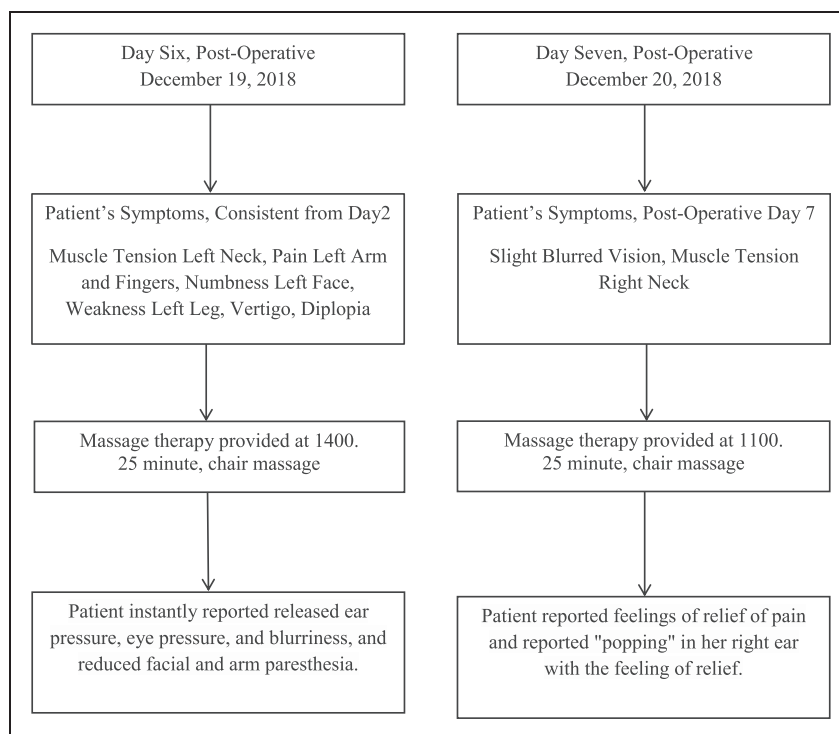 Day Six, Post-Operative
December 19, 2018
Patient's Symptoms, Consistent from Day2
Muscle Tension Left Neck, Pain Left Arm
and Fingers, Numbness Left Face,
Weakness Left Leg, Vertigo, Diplopia
Massage therapy provided at 1400.
25 minute, chair massage
Patient instantly reported released ear
pressure, eye pressure, and blurriness, and
reduced facial and arm paresthesia.
Day Seven, Post-Operative
December 20, 2018
Patient's Symptoms, Post-Operative Day 7
Slight Blurred Vision, Muscle Tension
Right Neck
Massage therapy provided at 1100.
25 minute, chair massage
Patient reported feelings of relief of pain
and reported "popping" in her right ear
with the feeling of relief.